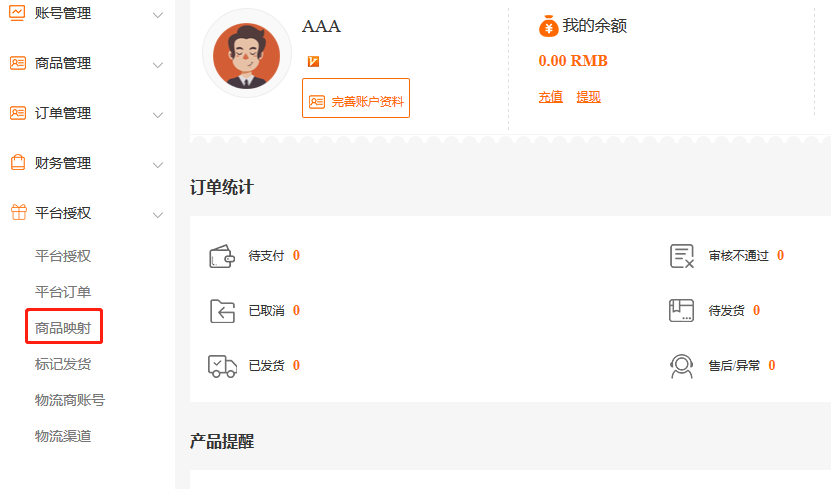 账号管理
商品管理
订单管理
财务管理
平台授权
平台授权
平台订单
商品映射
标记发货
物流商账号
物流渠道
AAA
完善账户资料
我的余额
0.00 RMB
充值 提现
订单统计
待支付 0
审核不通过 0
已取消 0
待发货 0
已发货 0
售后/异常 0
产品提醒